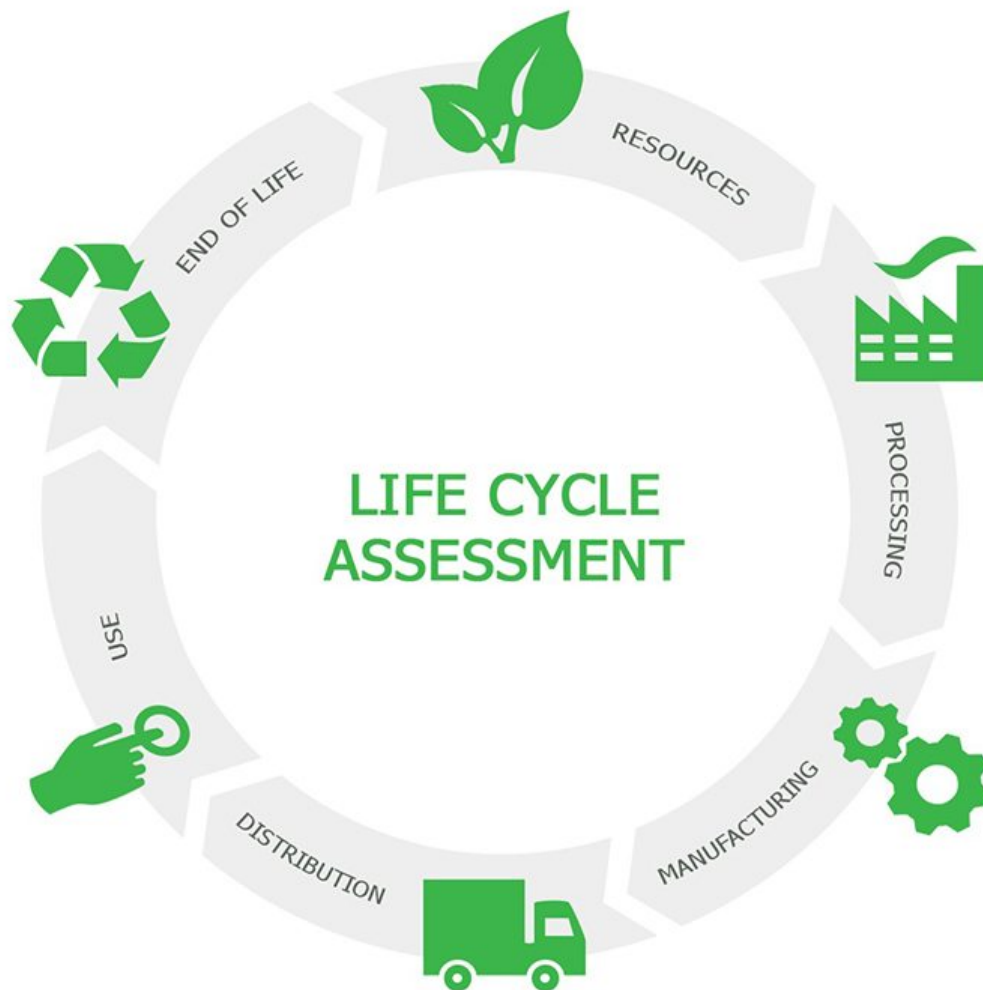 LIFE CYCLE
ASSESSMENT
RESOURCES
PROCESSING
MANUFACTURING
DISTRIBUTION
USE
END OF LIFE